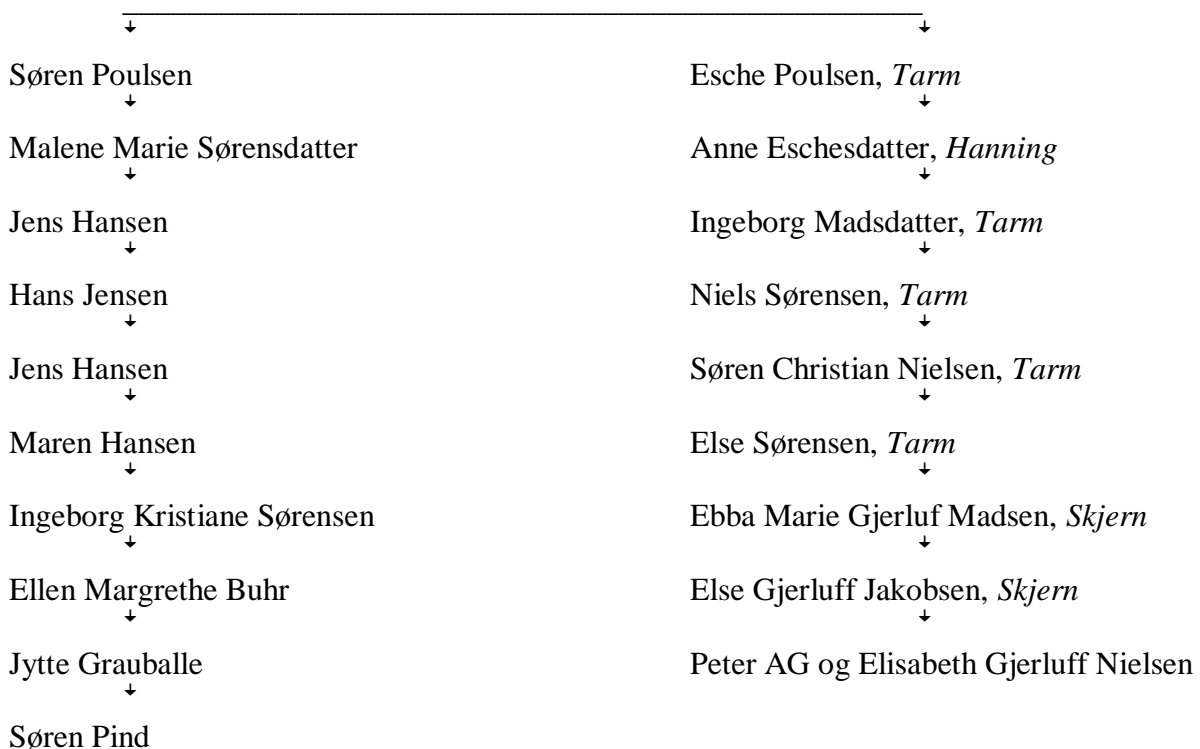 Søren Poulsen Esche Poulsen, Tarm
Malene Marie Sørensdatter Anne Eschesdatter, Hanning
Jens Hansen Ingeborg Madsdatter, Tarm
Hans Jensen Niels Sørensen, Tarm
Jens Hansen Søren Christian Nielsen, Tarm
Maren Hansen Else Sørensen, Tarm
Ingeborg Kristiane Sørensen Ebba Marie Gjerluf Madsen, Skjern
Ellen Margrethe Buhr Else Gjerluff Jakobsen, Skjern
Jytte Grauballe Peter AG og Elisabeth Gjerluff Nielsen
Søren Pind